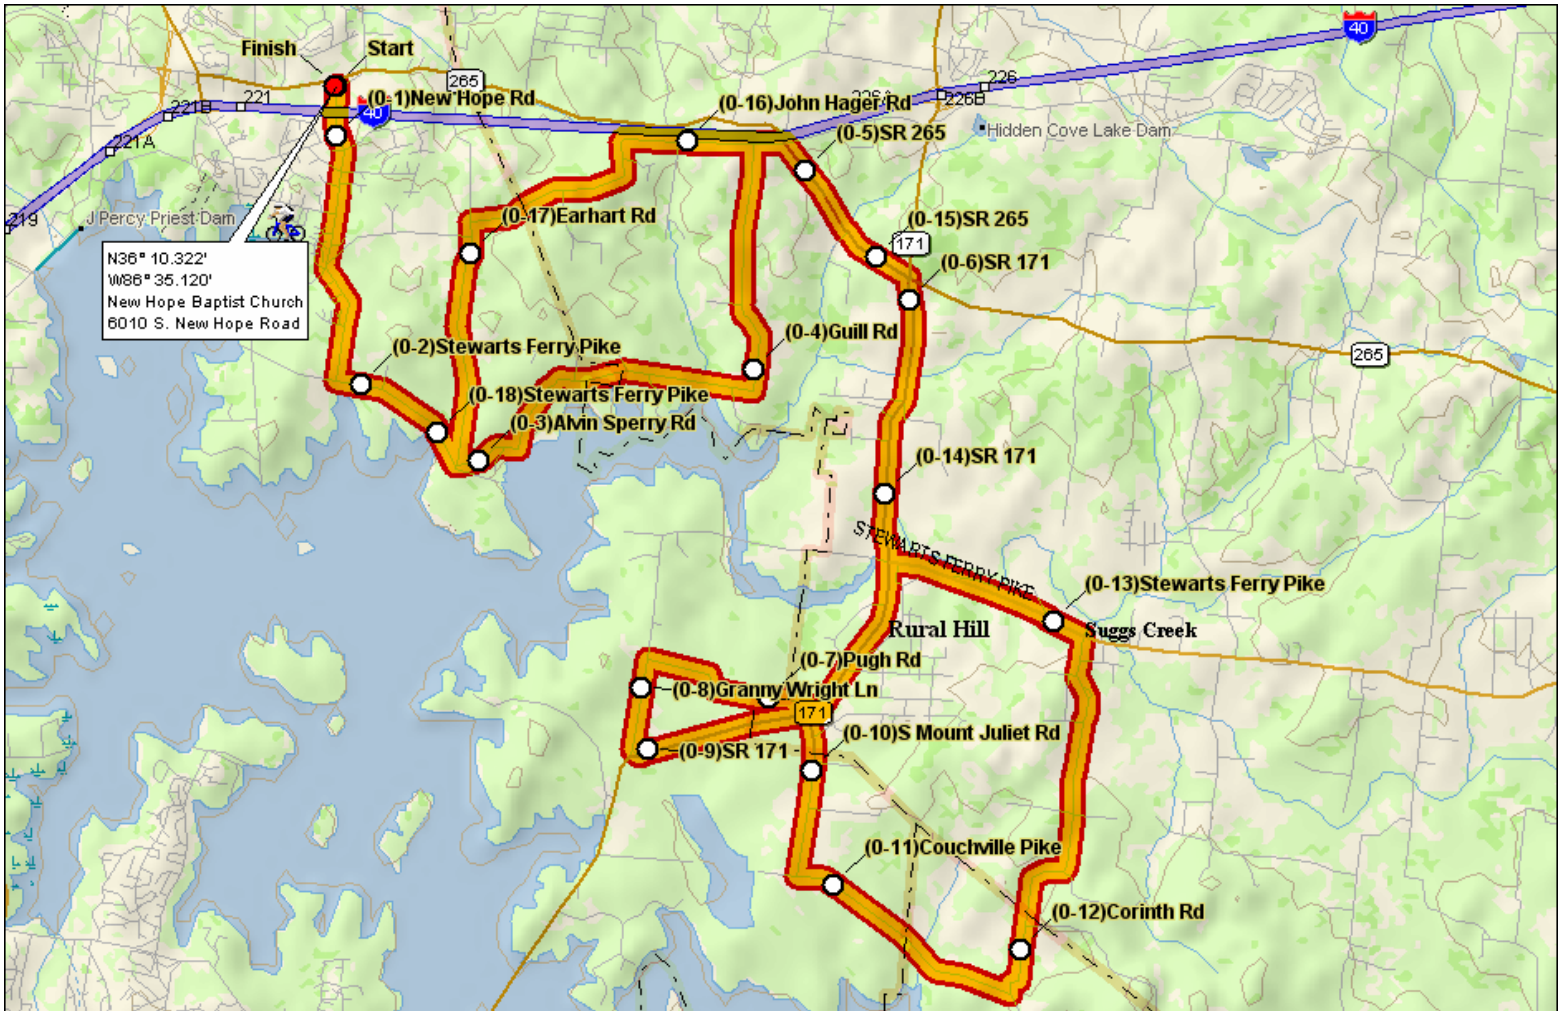 Finish
Start
40
265
(0-1)New Hope Rd
40
221B
221
221A
219
226
226A
226B
(0-16)John Hager Rd
(0-5)SR 265
Hidden Cove Lake Dam
J Percy Priest Dam
(0-17)Earhart Rd
(0-15)SR 265
171
(0-6)SR 171
N36° 10.322'
W86° 35.120'
New Hope Baptist Church
6010 S. New Hope Road
(0-2)Stewarts Ferry Pike
(0-4)Guill Rd
265
(0-18)Stewarts Ferry Pike
(0-3)Alvin Sperry Rd
(0-14)SR 171
STEWARTS FERRY PIKE
(0-13)Stewarts Ferry Pike
Rural Hill
Suggs Creek
(0-7)Pugh Rd
(0-8)Granny Wright Ln
171
(0-10)S Mount Juliet Rd
(0-9)SR 171
(0-11)Couchville Pike
(0-12)Corinth Rd